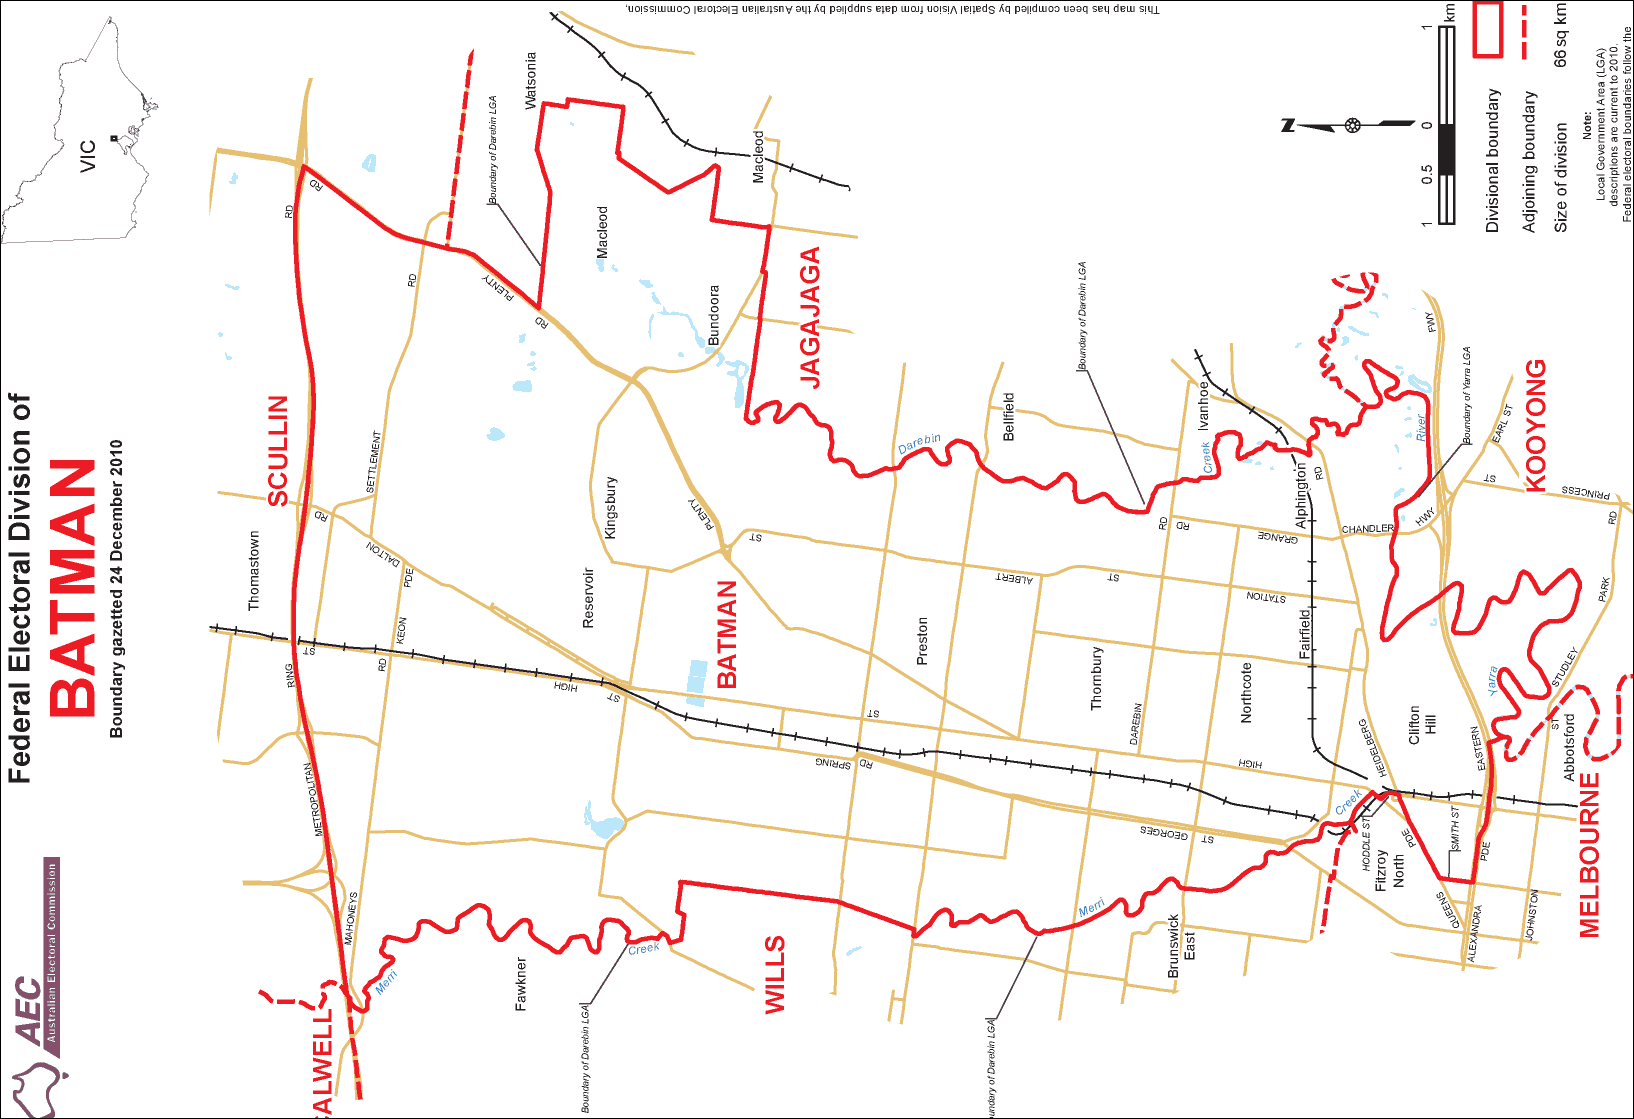 AEC
Australian Electoral Commission
Federal Electoral Division of
BATMAN
Boundary gazetted 24 December 2010
VIC
This map has been compiled by Spatial Vision from data supplied by the Australian Electoral Commission,
N
1
0.5
0
1
km
Divisional boundary
Adjoining boundary
Size of division
66 sq km
Note:
Local Government Area (LGA)
descriptions are current to 2010.
Federal electoral boundaries follow the
ALWELL
SCULLIN
BATMAN
JAGAJAGA
WILLS
KOOYONG
MELBOURNE
Thomastown
METROPOLITAN
RING
RD
MAHONEYS
RD
KEON
PDE
DALTON
RD
SETTLEMENT
RD
RD
PLENTY
RD
Watsonia
Boundary of Darebin LGA
Macleod
Macleod
Bundoora
Kingsbury
PLENTY
Reservoir
HIGH
ST
ST
Fawkner
Merri
Creek
Boundary of Darebin LGA
SPRING
RD
ST
ST
Preston
ALBERT
ST
Darebin
Creek
Bellfield
Boundary of Darebin LGA
Ivanhoe
Thornbury
DAREBIN
RD
RD
GRANGE
STATION
Northcote
HIGH
GEORGES
ST
Merri
Creek
Boundary of Darebin LGA
Brunswick
East
Alphington
RD
Fairfield
HEIDELBERG
CHANDLER
HWY
River
Boundary of Yarra LGA
FWY
EARL ST
PRINCESS
ST
RD
PARK
STUDLEY
Yarra
EASTERN
Clifton
Hill
ST
Abbotsford
HODDLE ST
SMITH ST
PDE
Fitzroy
North
QUEENS
PDE
ALEXANDRA
JOHNSTON